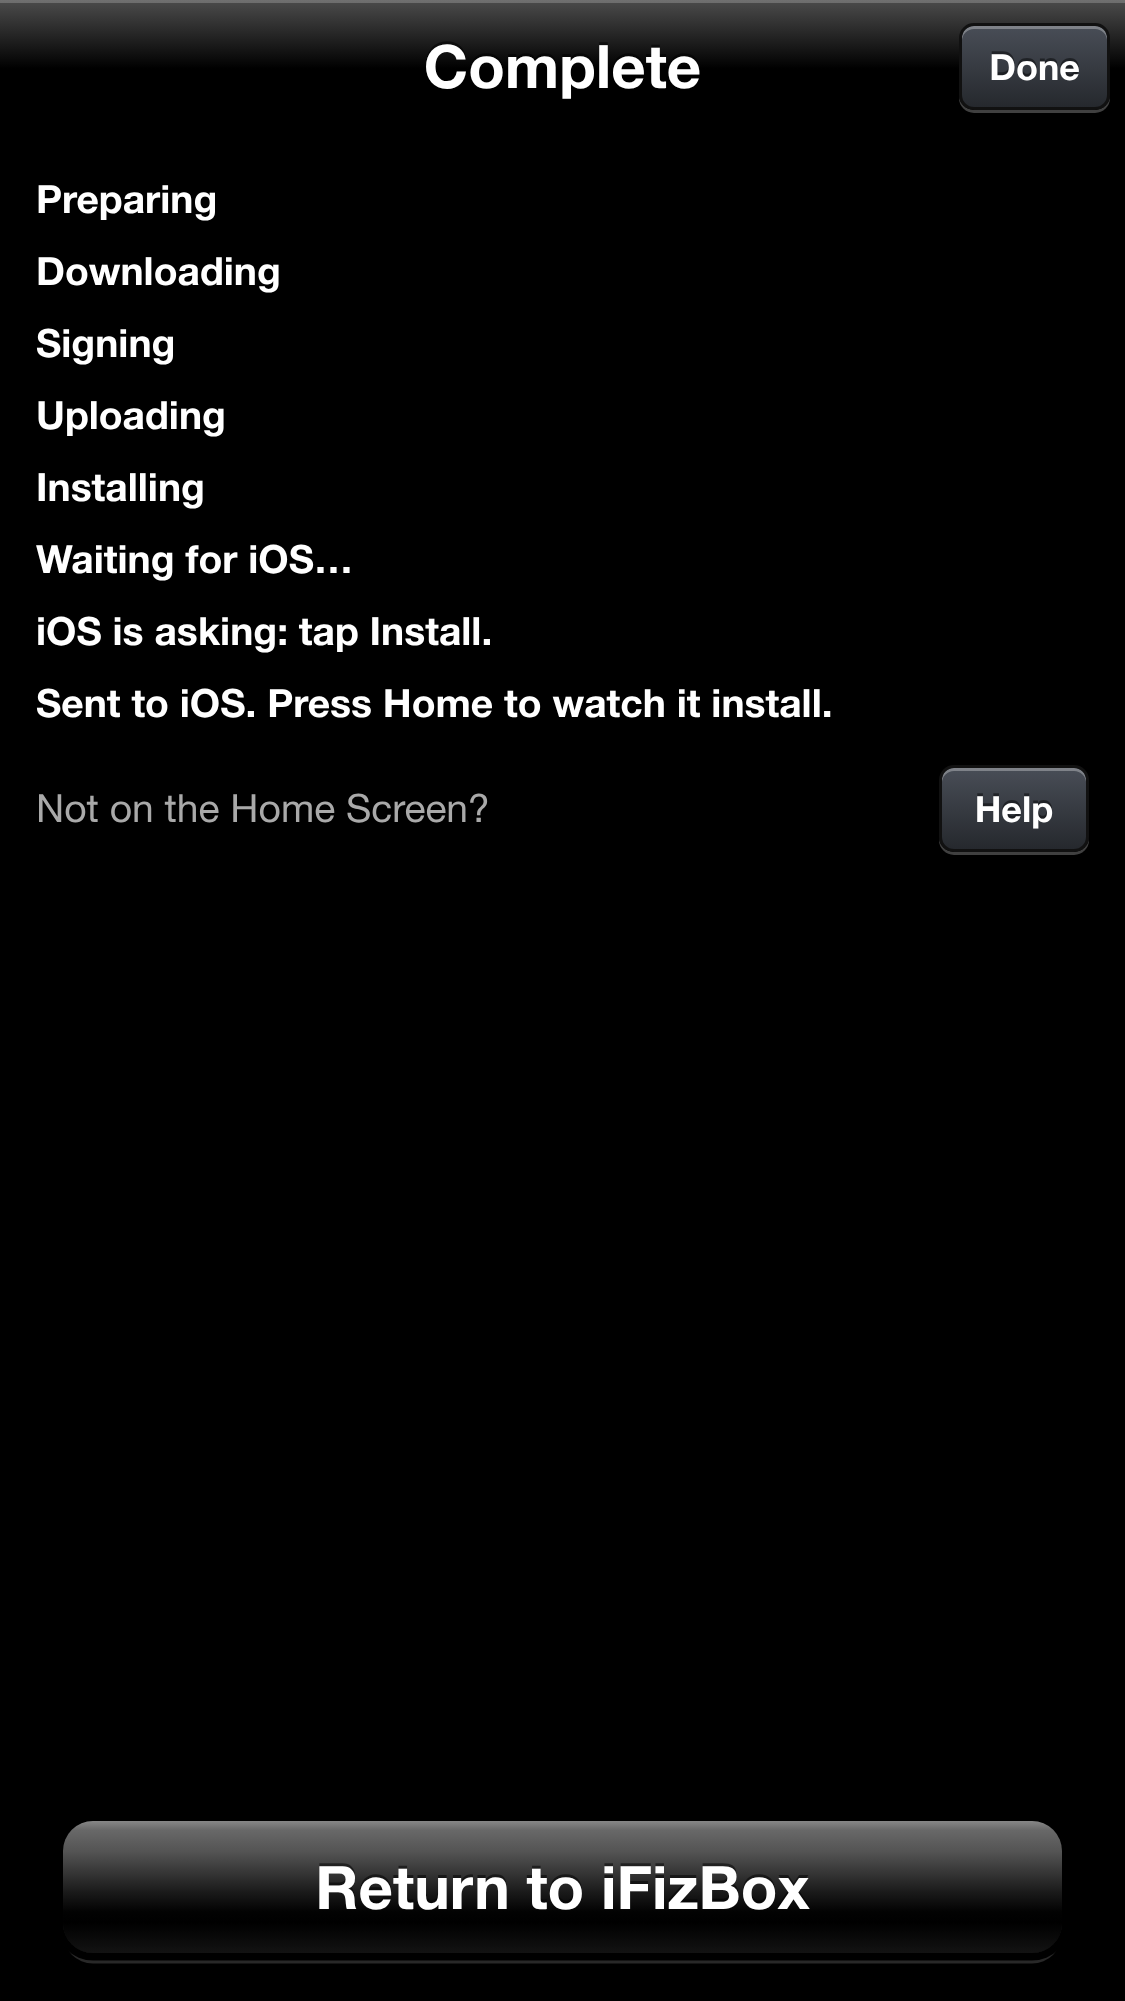 Complete
Done
Preparing
Downloading
Signing
Uploading
Installing
Waiting for iOS...
iOS is asking: tap Install.
Sent to iOS. Press Home to watch it install.
Not on the Home Screen?
Help
Return to iFizBox